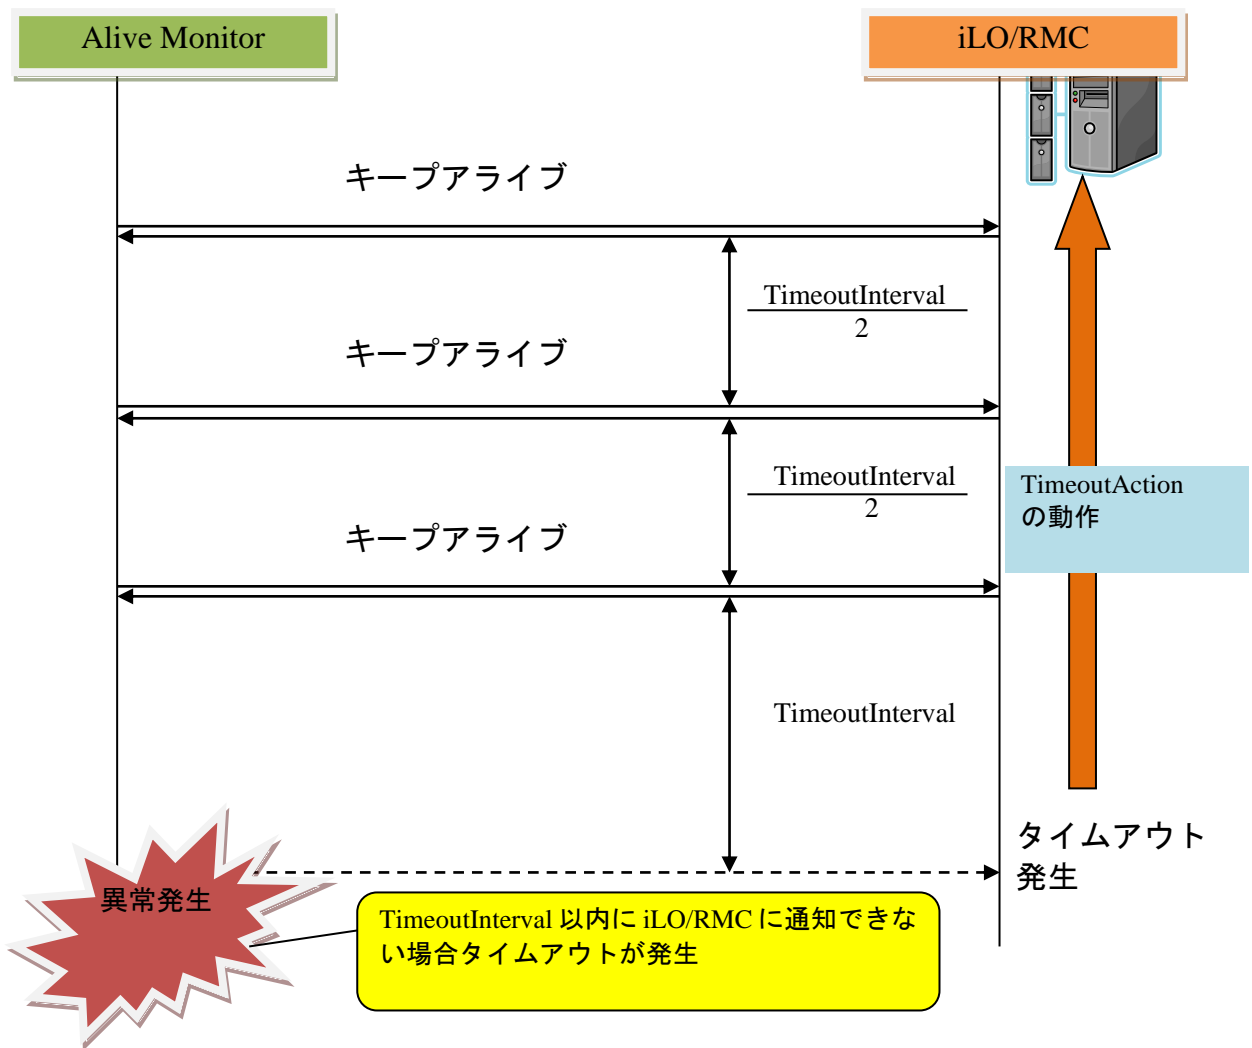 Alive Monitor
iLO/RMC
キープアライブ
TimeoutInterval
2
キープアライブ
TimeoutInterval
2
TimeoutAction
の動作
キープアライブ
TimeoutInterval
タイムアウト
発生
異常発生
TimeoutInterval 以内に iLO/RMC に通知できな
い場合タイムアウトが発生